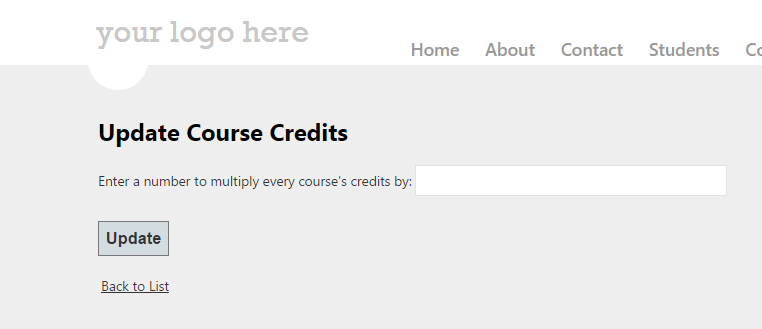 your logo here
Home About Contact Students
Update Course Credits
Enter a number to multiply every course's credits by:
Update
Back to List